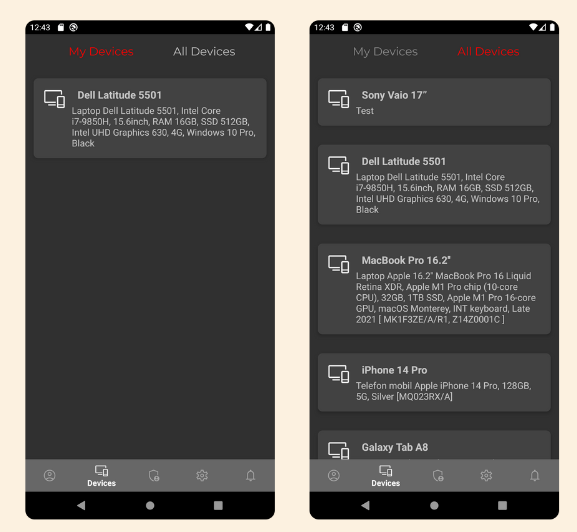 12:43
My Devices All Devices
Dell Latitude 5501
Laptop Dell Latitude 5501, Intel Core
i7-9850H, 15.6inch, RAM 16GB, SSD 512GB,
Intel UHD Graphics 630, 4G, Windows 10 Pro,
Black
Devices
12:43
My Devices All Devices
Sony Vaio 17"
Test
Dell Latitude 5501
Laptop Dell Latitude 5501, Intel Core
i7-9850H, 15.6inch, RAM 16GB, SSD 512GB,
Intel UHD Graphics 630, 4G, Windows 10 Pro,
Black
MacBook Pro 16.2"
Laptop Apple 16.2" MacBook Pro 16 Liquid
Retina XDR, Apple M1 Pro chip (10-core
CPU), 32GB, 1TB SSD, Apple M1 Pro 16-core
GPU, macOS Monterey, INT keyboard, Late
2021 [ MK1F3ZE/A/R1, Z14Z0001C ]
iPhone 14 Pro
Telefon mobil Apple iPhone 14 Pro, 128GB,
5G, Silver [MQ023RX/A]
Galaxy Tab A8
Devices